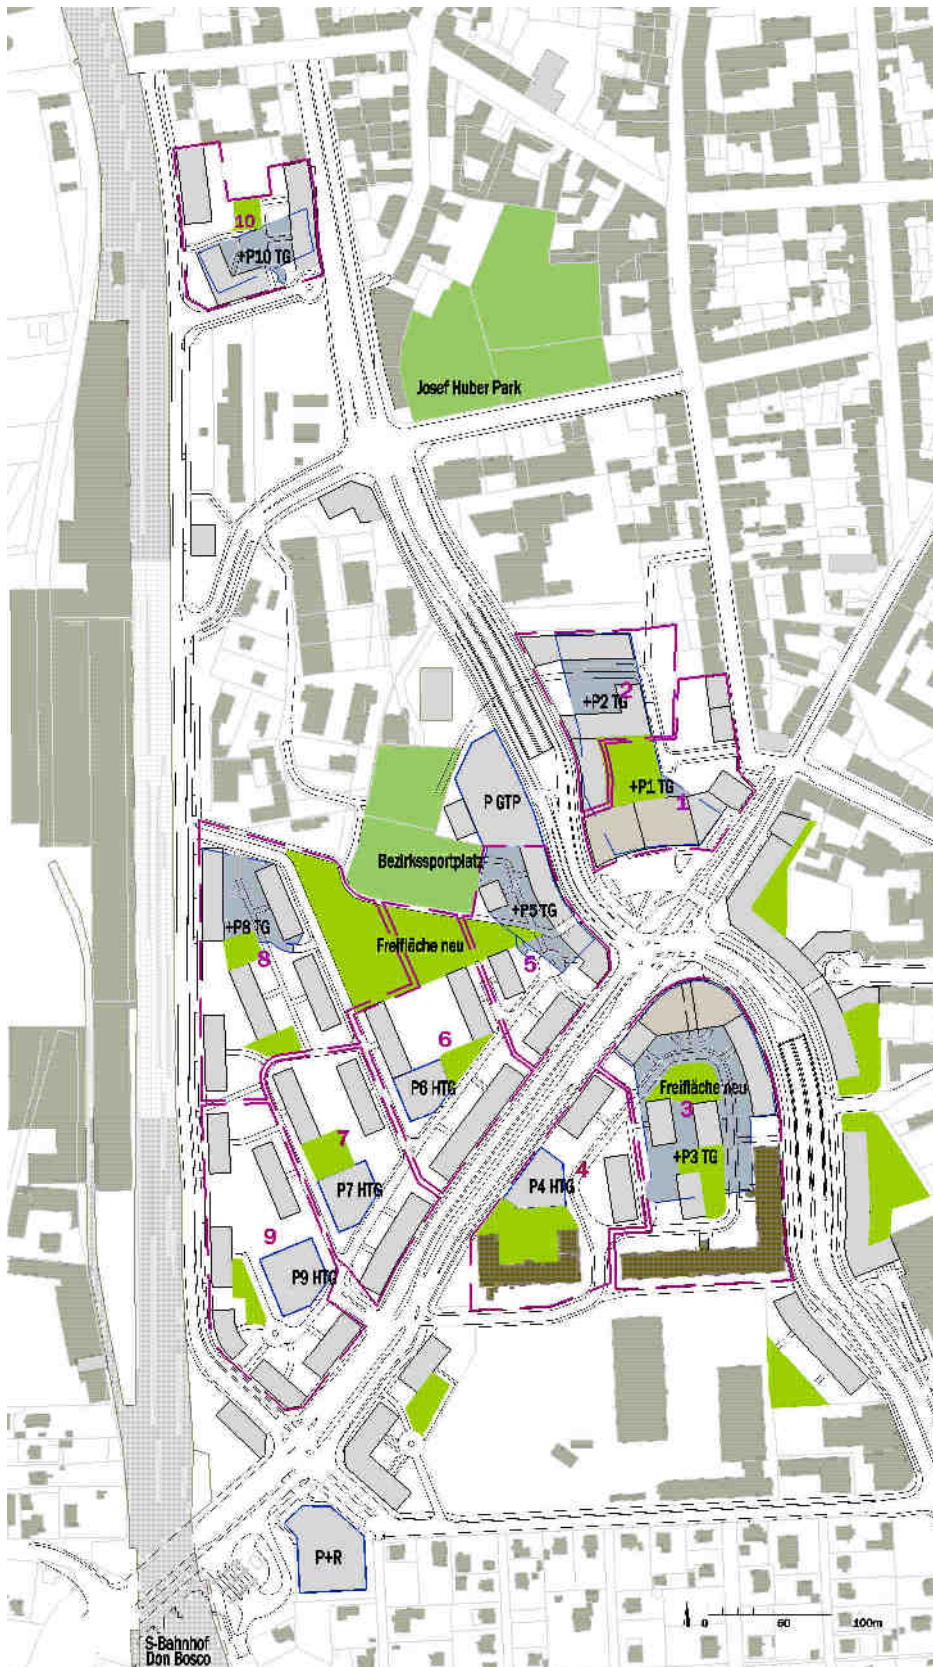 10
+P10 TG
Josef Huber Park
2
+P2 TG
+P1 TG
1
P GTP
Bezirkssportplatz
+P8 TG
+P5 TG
Freifläche neu
8
5
6
P6 HTG
Freifläche neu
3
7
+P3 TG
4
P7 HTG
P4 HTG
9
P9 HTG
P+R
0
50
100m
S-Bahnhof
Don Bosco